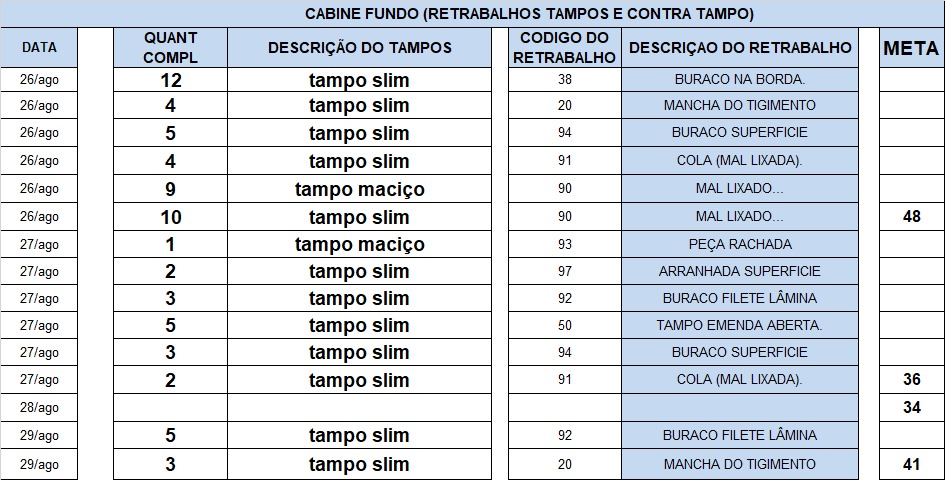 CABINE FUNDO (RETRABALHOS TAMPOS E CONTRA TAMPO)
DATA QUANT COMPL DESCRIÇÃO DO TAMPOS CODIGO DO RETRABALHO DESCRIÇAO DO RETRABALHO META
26/ago 12 tampo slim 38 BURACO NA BORDA.
26/ago 4 tampo slim 20 MANCHA DO TIGIMENTO
26/ago 5 tampo slim 94 BURACO SUPERFICIE
26/ago 4 tampo slim 91 COLA (MAL LIXADA).
26/ago 9 tampo maciço 90 MAL LIXADO...
26/ago 10 tampo slim 90 MAL LIXADO... 48
27/ago 1 tampo maciço 93 PEÇA RACHADA
27/ago 2 tampo slim 97 ARRANHADA SUPERFICIE
27/ago 3 tampo slim 92 BURACO FILETE LÂMINA
27/ago 5 tampo slim 50 TAMPO EMENDA ABERTA.
27/ago 3 tampo slim 94 BURACO SUPERFICIE
27/ago 2 tampo slim 91 COLA (MAL LIXADA). 36
28/ago 34
29/ago 5 tampo slim 92 BURACO FILETE LÂMINA
29/ago 3 tampo slim 20 MANCHA DO TIGIMENTO 41